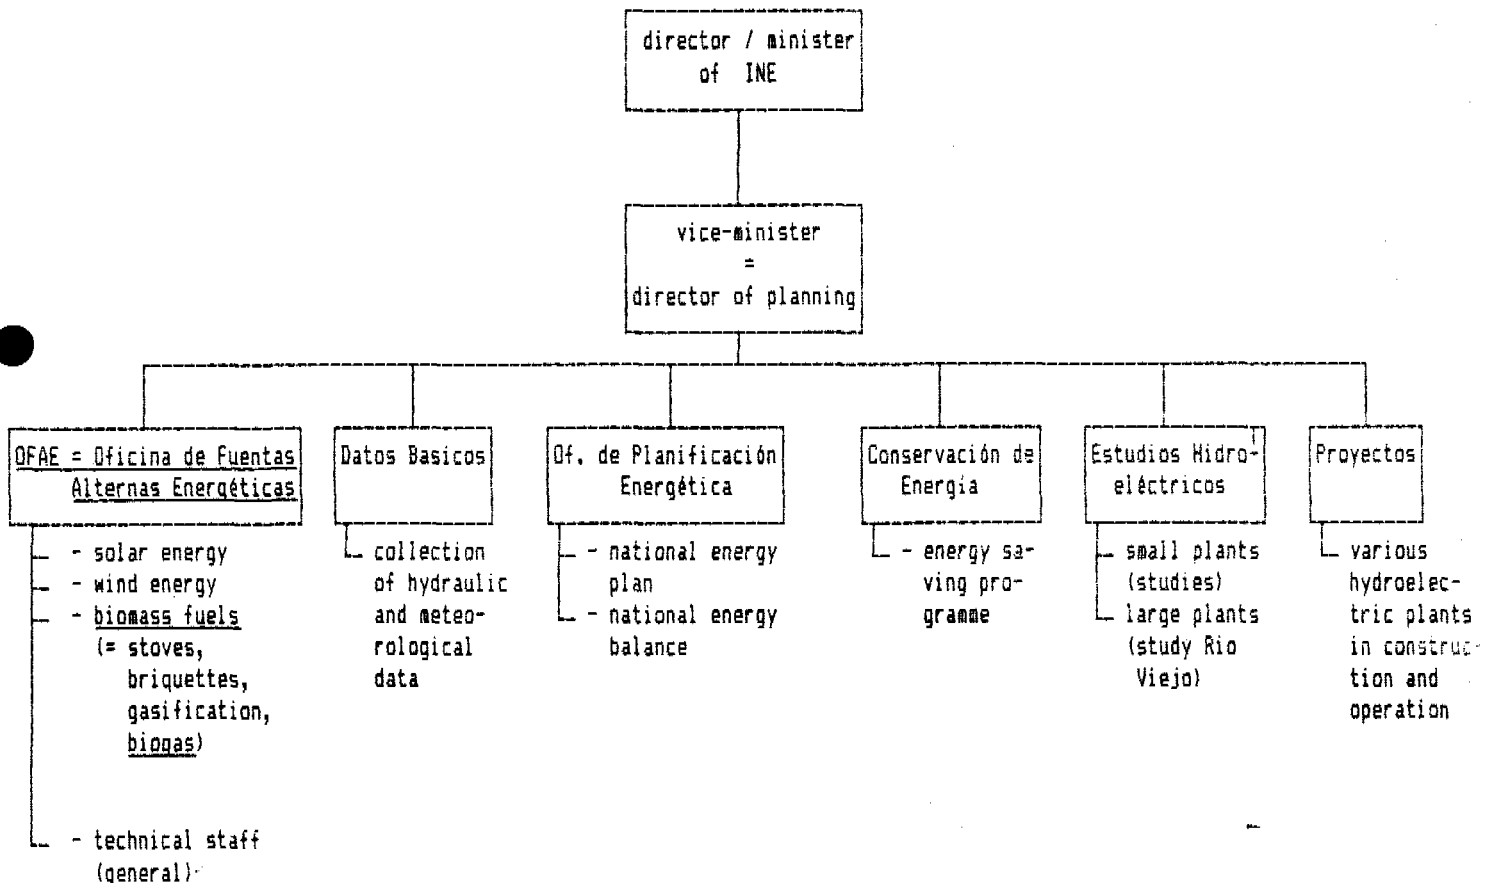 director / minister
of INE
vice-minister
=
director of planning
OFAE = Oficina de Fuentas
Alternas Energéticas
- solar energy
- wind energy
- biomass fuels
(= stoves,
briquettes,
gasification,
biogas)
- technical staff
(general)
Datos Basicos
collection
of hydraulic
and meteo-
rological
data
Of. de Planificación
Energética
- national energy
plan
- national energy
balance
Conservación de
Energía
- energy sa-
ving pro-
gramme
Estudios Hidro-
eléctricos
small plants
(studies)
large plants
(study Rio
Viejo)
Proyectos
various
hydroelec-
tric plants
in construc-
tion and
operation